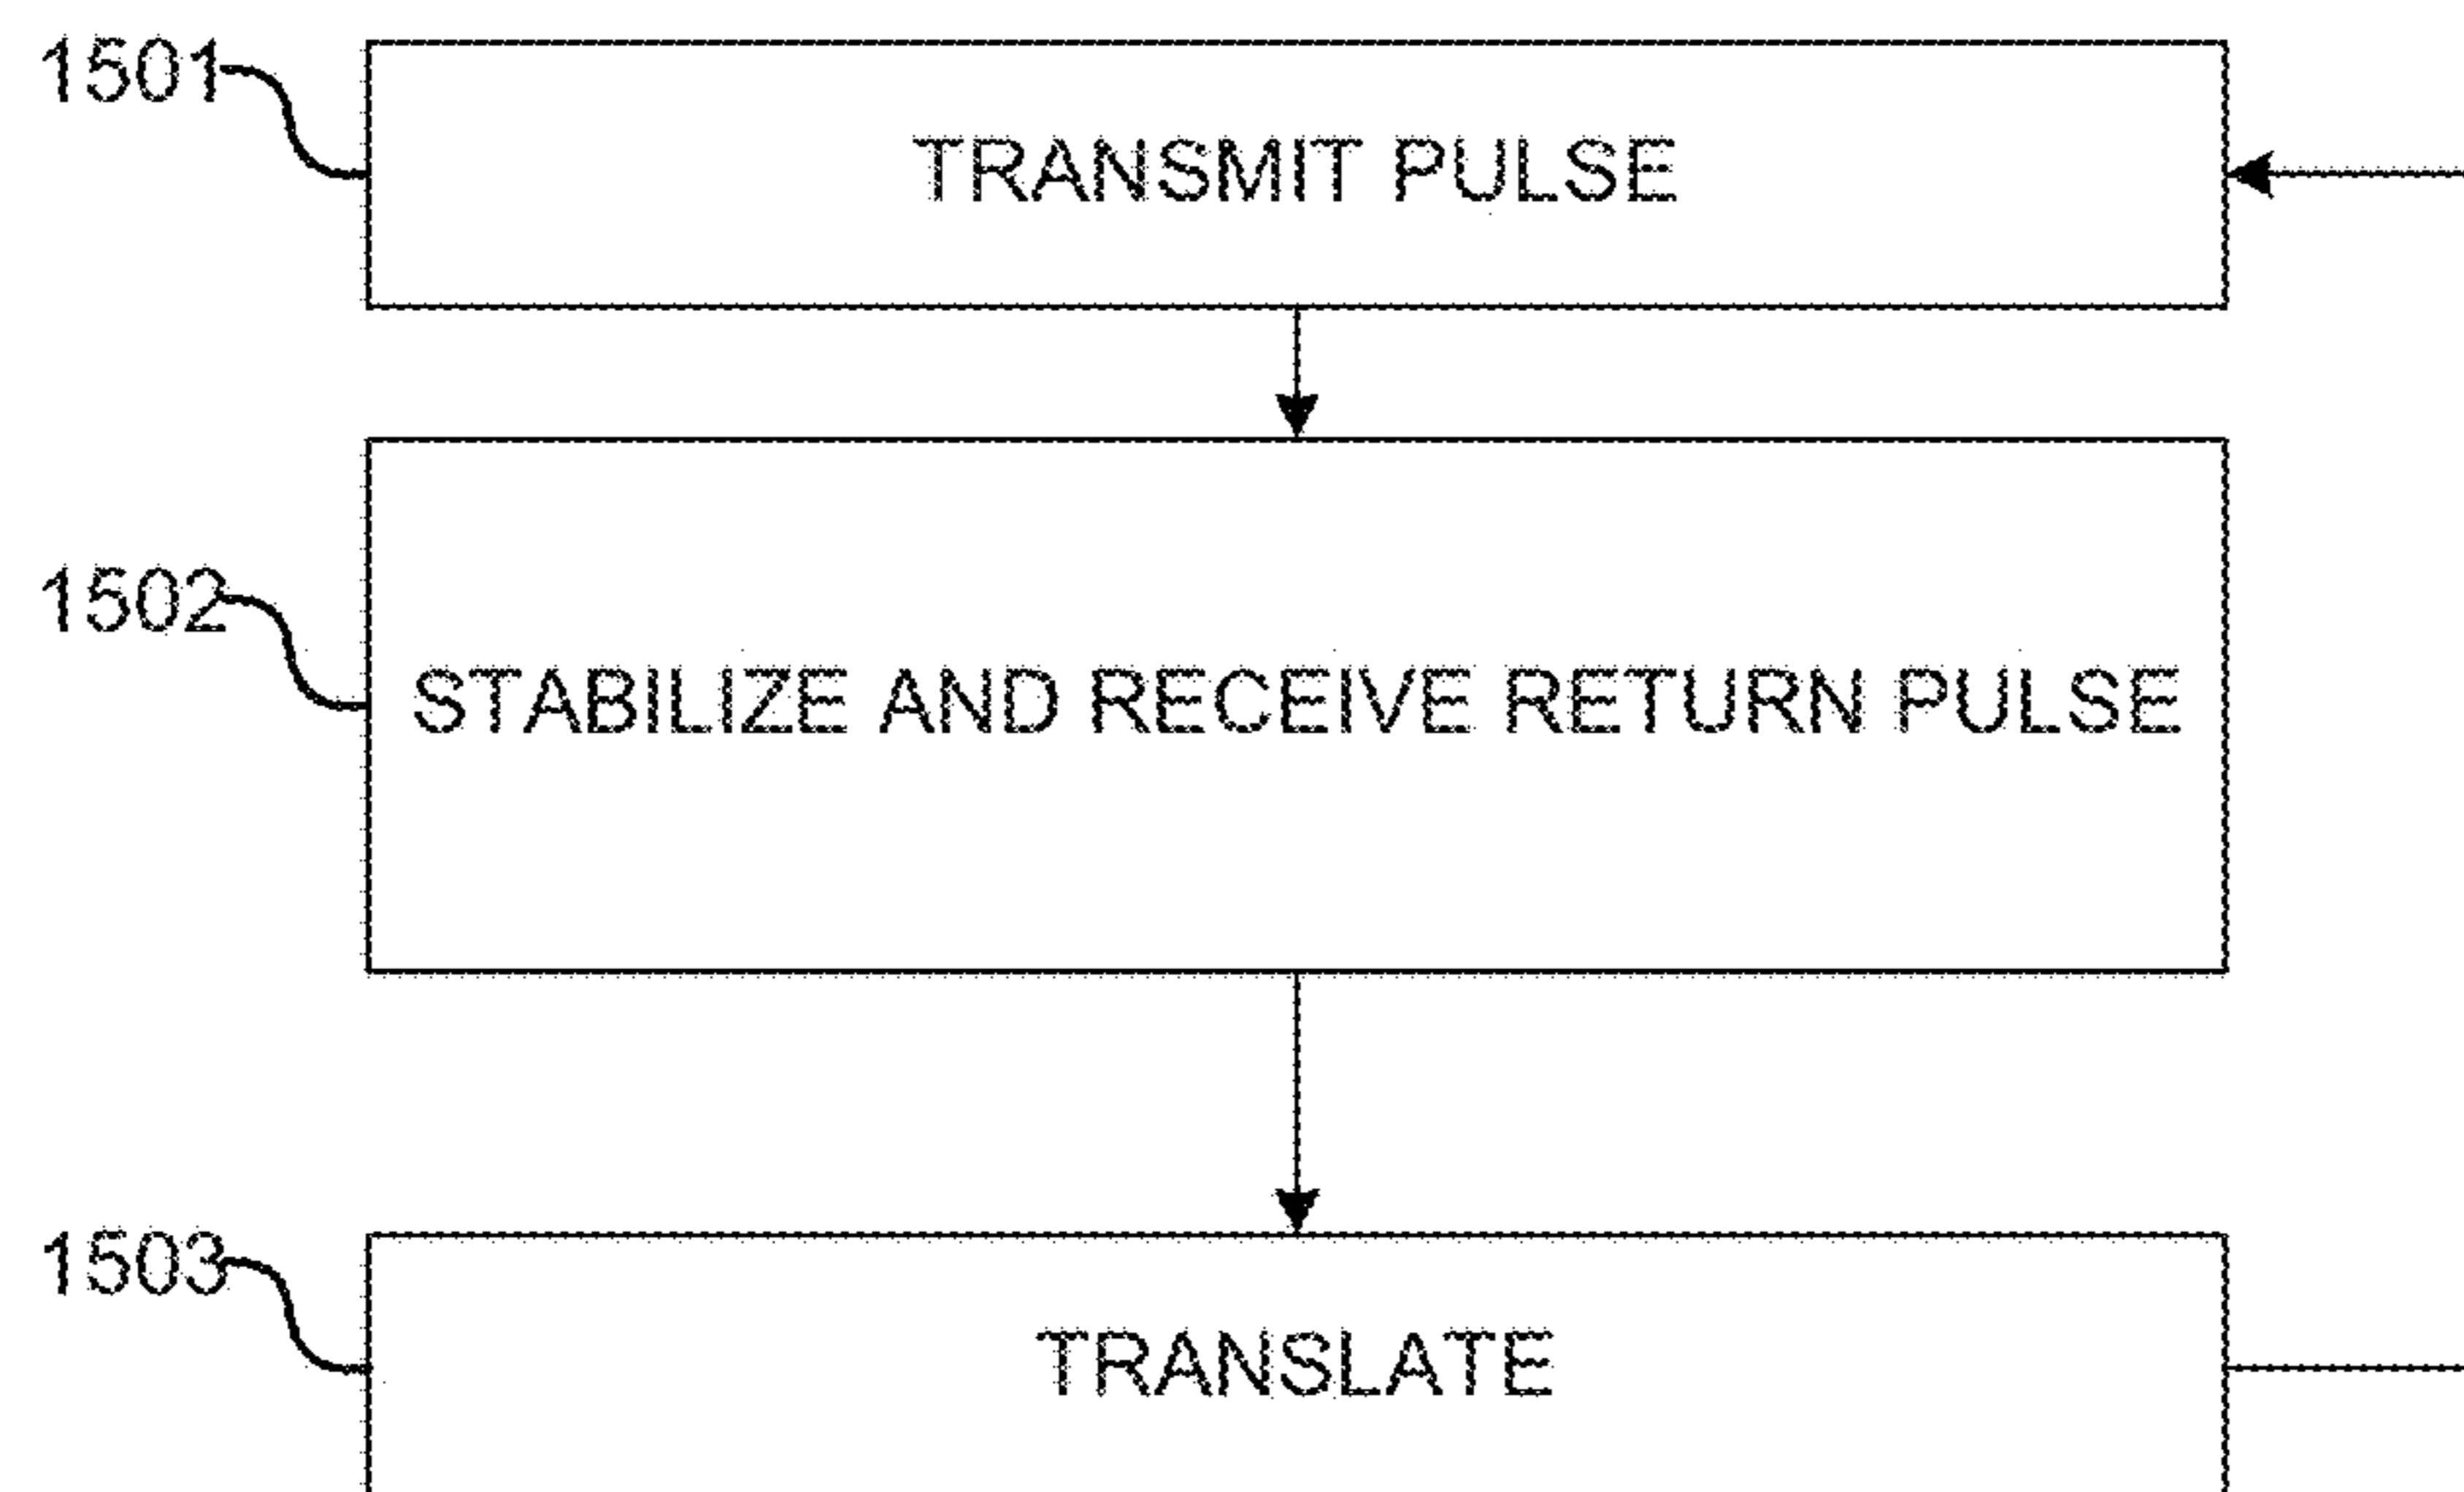 1501
TRANSMIT PULSE
1502
STABILIZE AND RECEIVE RETURN PULSE
1503
TRANSLATE